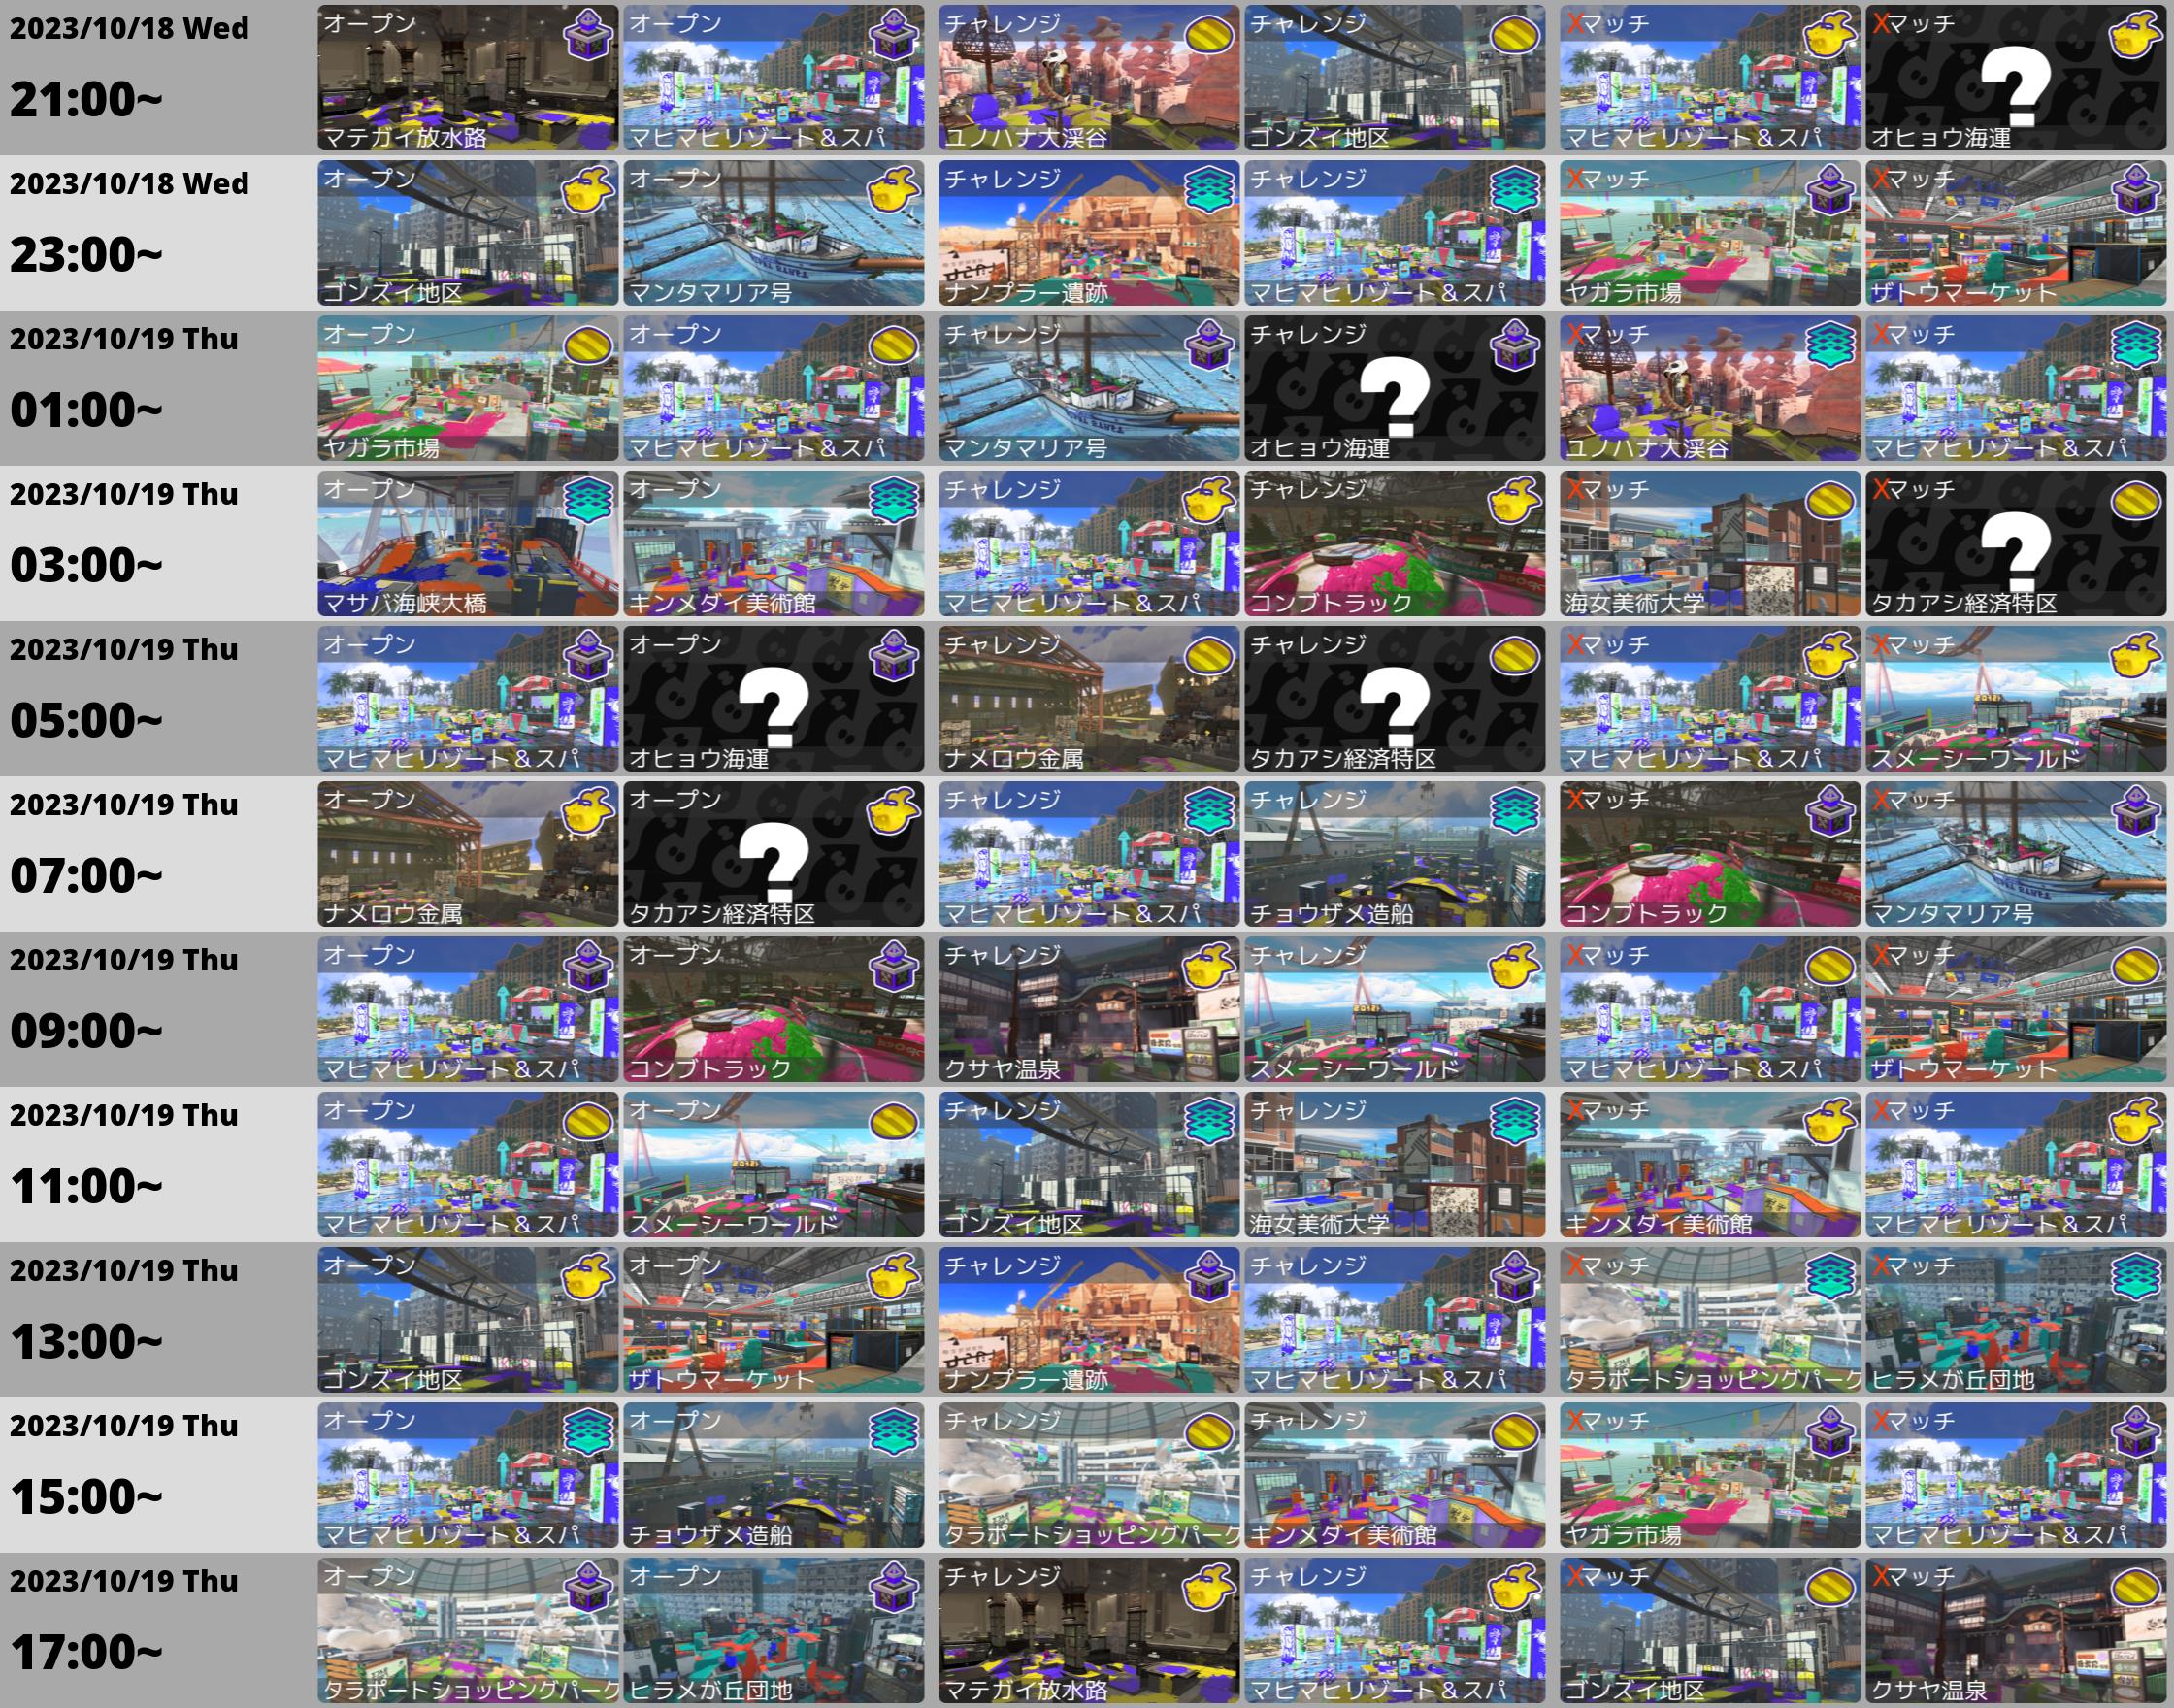 2023/10/18 Wed
21:00~
オープン
マテガイ放水路
オープン
マヒマヒリゾート＆スパ
チャレンジ
ユノハナ大渓谷
チャレンジ
ゴンズイ地区
Xマッチ
マヒマヒリゾート＆スパ
Xマッチ
オヒョウ海運
2023/10/18 Wed
23:00~
オープン
ゴンズイ地区
オープン
マンタマリア号
チャレンジ
ナンプラー遺跡
チャレンジ
マヒマヒリゾート＆スパ
Xマッチ
ヤガラ市場
Xマッチ
ザトウマーケット
2023/10/19 Thu
01:00~
オープン
ヤガラ市場
オープン
マヒマヒリゾート＆スパ
チャレンジ
マンタマリア号
チャレンジ
オヒョウ海運
Xマッチ
ユノハナ大渓谷
Xマッチ
マヒマヒリゾート＆スパ
2023/10/19 Thu
03:00~
オープン
マサバ海峡大橋
オープン
キンメダイ美術館
チャレンジ
マヒマヒリゾート＆スパ
チャレンジ
コンブトラック
Xマッチ
海女美術大学
Xマッチ
タカアシ経済特区
2023/10/19 Thu
05:00~
オープン
マヒマヒリゾート＆スパ
オープン
オヒョウ海運
チャレンジ
ナメロウ金属
チャレンジ
タカアシ経済特区
Xマッチ
マヒマヒリゾート＆スパ
Xマッチ
スメーシーワールド
2023/10/19 Thu
07:00~
オープン
ナメロウ金属
オープン
タカアシ経済特区
チャレンジ
マヒマヒリゾート＆スパ
チャレンジ
チョウザメ造船
Xマッチ
コンブトラック
Xマッチ
マンタマリア号
2023/10/19 Thu
09:00~
オープン
マヒマヒリゾート＆スパ
オープン
コンブトラック
チャレンジ
クサヤ温泉
チャレンジ
スメーシーワールド
Xマッチ
マヒマヒリゾート＆スパ
Xマッチ
ザトウマーケット
2023/10/19 Thu
11:00~
オープン
マヒマヒリゾート＆スパ
オープン
スメーシーワールド
チャレンジ
ゴンズイ地区
チャレンジ
海女美術大学
Xマッチ
キンメダイ美術館
Xマッチ
マヒマヒリゾート＆スパ
2023/10/19 Thu
13:00~
オープン
ゴンズイ地区
オープン
ザトウマーケット
チャレンジ
ナンプラー遺跡
チャレンジ
マヒマヒリゾート＆スパ
Xマッチ
タラポートショッピングパーク
Xマッチ
ヒラメが丘団地
2023/10/19 Thu
15:00~
オープン
マヒマヒリゾート＆スパ
オープン
チョウザメ造船
チャレンジ
タラポートショッピングパーク
チャレンジ
キンメダイ美術館
Xマッチ
ヤガラ市場
Xマッチ
マヒマヒリゾート＆スパ
2023/10/19 Thu
17:00~
オープン
タラポートショッピングパーク
オープン
ヒラメが丘団地
チャレンジ
マテガイ放水路
チャレンジ
マヒマヒリゾート＆スパ
Xマッチ
ゴンズイ地区
Xマッチ
クサヤ温泉